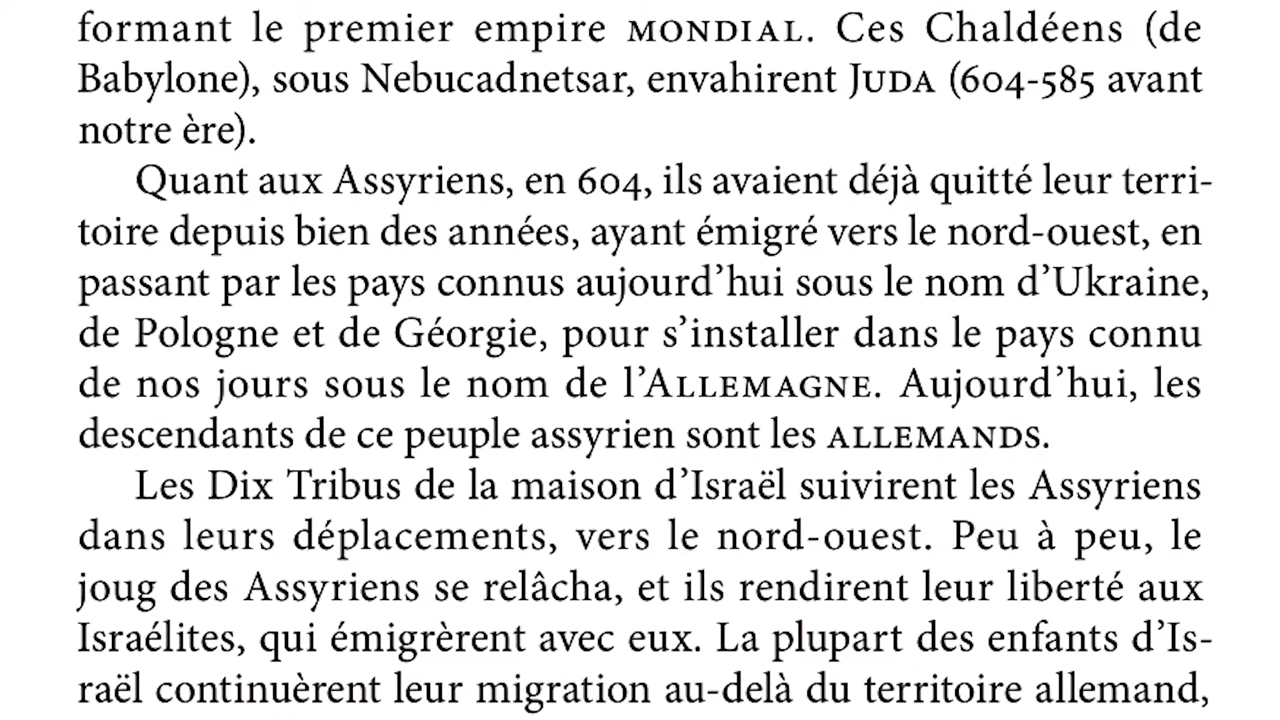 formant le premier empire MONDIAL. Ces Chaldéens (de
Babylone), sous Nebucadnetsar, envahirent JUDA (604-585 avant
notre ère).
Quant aux Assyriens, en 604, ils avaient déjà quitté leur terri-
toire depuis bien des années, ayant émigré vers le nord-ouest, en
passant par les pays connus aujourd’hui sous le nom d’Ukraine,
de Pologne et de Géorgie, pour s’installer dans le pays connu
de nos jours sous le nom de l’ALLEMAGNE. Aujourd’hui, les
descendants de ce peuple assyrien sont les ALLEMANDS.
Les Dix Tribus de la maison d’Israël suivirent les Assyriens
dans leurs déplacements, vers le nord-ouest. Peu à peu, le
joug des Assyriens se relâcha, et ils rendirent leur liberté aux
Israélites, qui émigrèrent avec eux. La plupart des enfants d’Is-
raël continuèrent leur migration au-delà du territoire allemand,